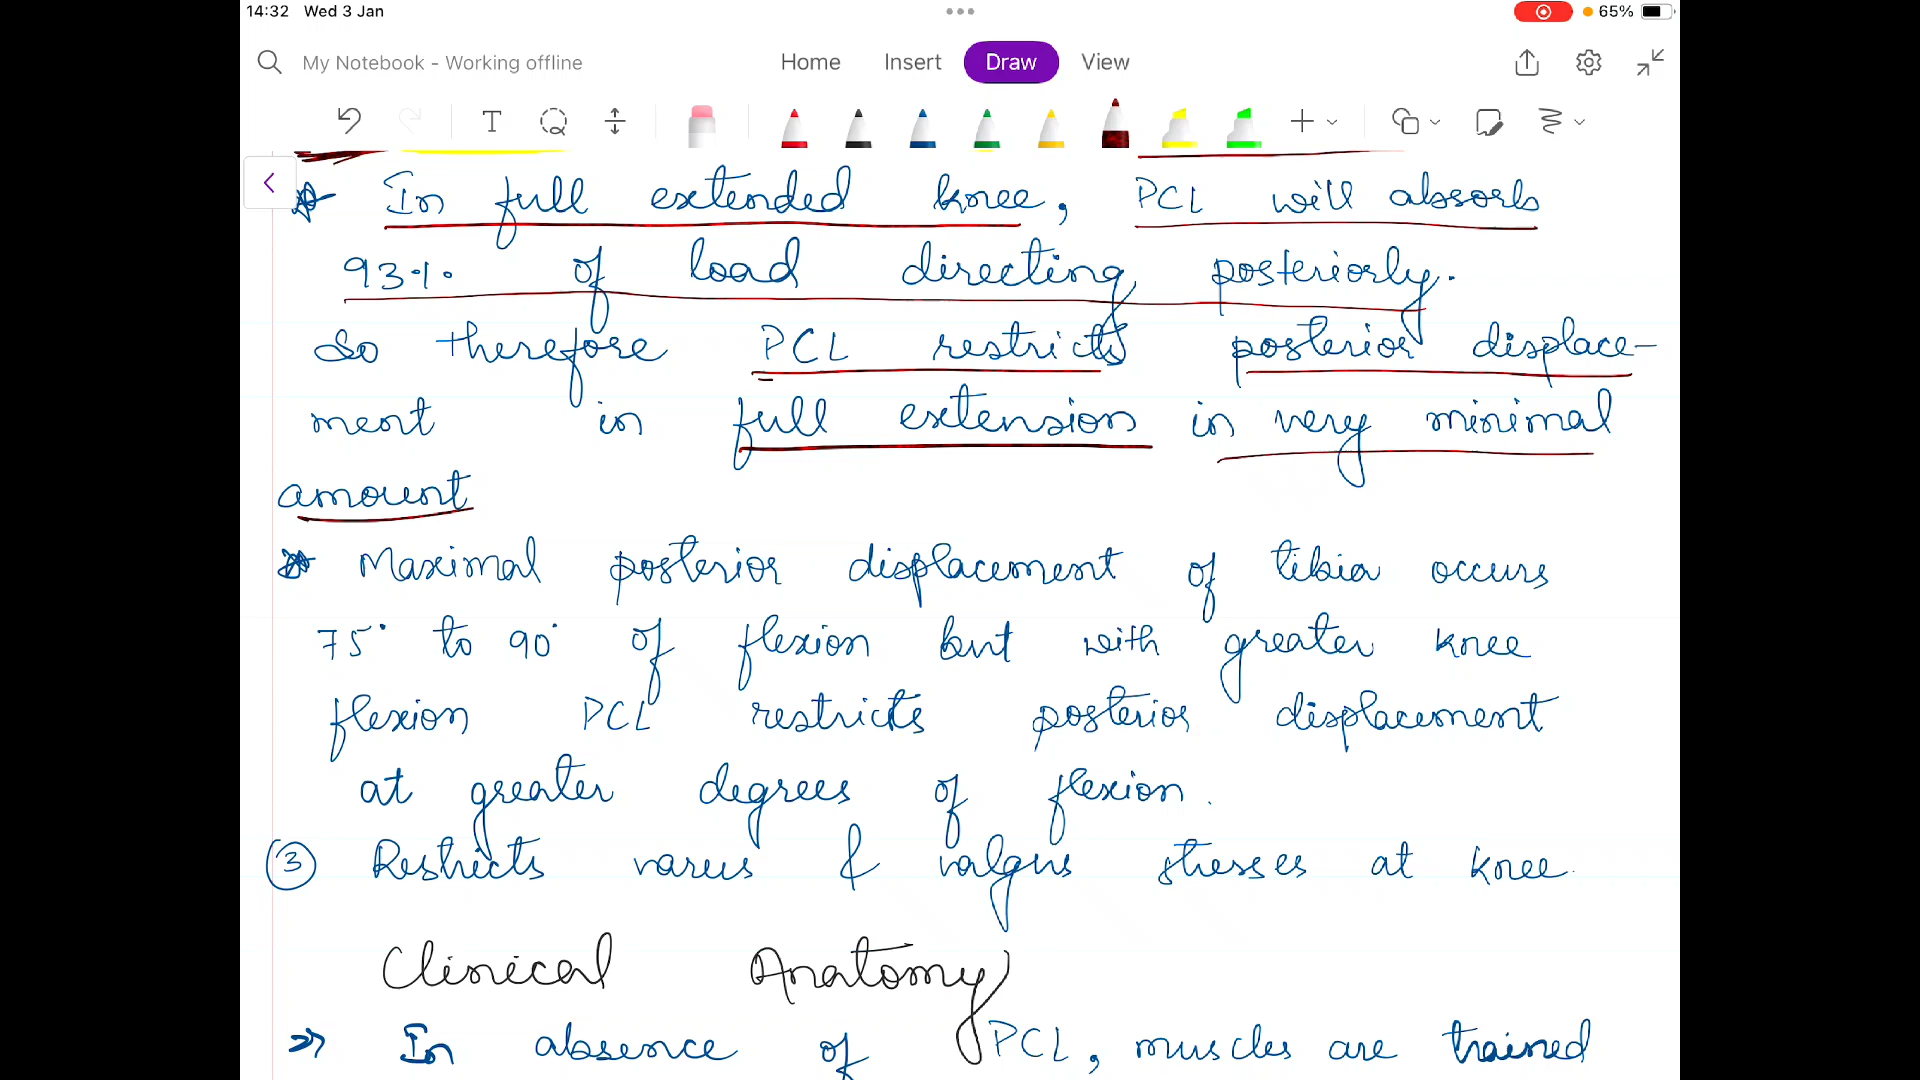 14:32 Wed 3 Jan
65%
My Notebook - Working offline
Home Insert Draw View
In full extended knee, PCL will absorb
93% of load directing posteriorly.
So therefore PCL restricts posterior displace-
ment in full extension in very minimal
amount
Maximal posterior displacement of tibia occurs
75° to 90° of flexion but with greater knee
flexion PCL restricts posterior displacement
at greater degrees of flexion.
③ Restricts varus & valgus stresses at knee.
Clinical Anatomy
⇒ In absence of PCL, muscles are trained